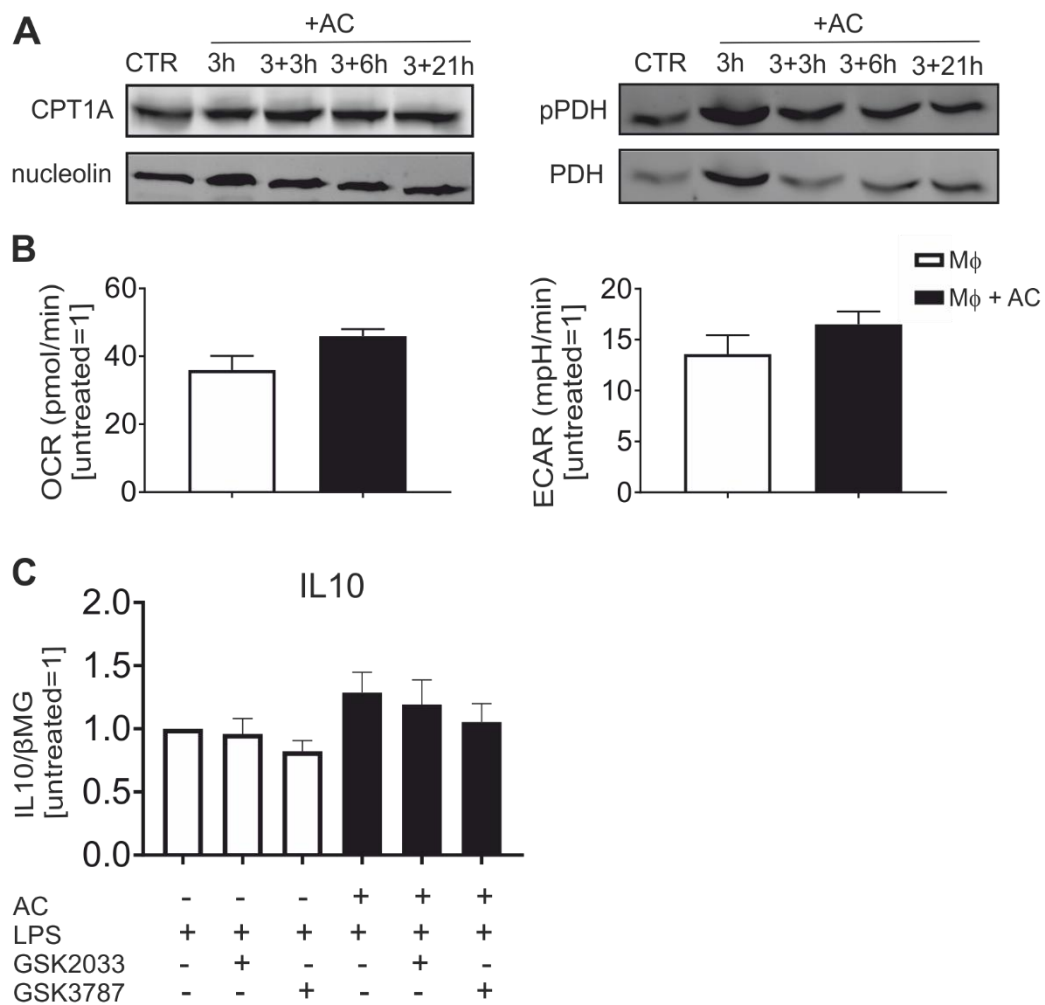 A
+AC
CTR 3h 3+3h 3+6h 3+21h
CPT1A
nucleolin
+AC
CTR 3h 3+3h 3+6h 3+21h
pPDH
PDH
B
OCR (pmol/min)
[untreated=1]
60
40
20
0
ECAR (mpH/min)
[untreated=1]
20
15
10
5
0
Mϕ
Mϕ + AC
C
IL10
IL10/βMG
[untreated=1]
2.0
1.5
1.0
0.5
0.0
AC - - - + + +
LPS + + + + + +
GSK2033 - + - - + -
GSK3787 - - + - - +